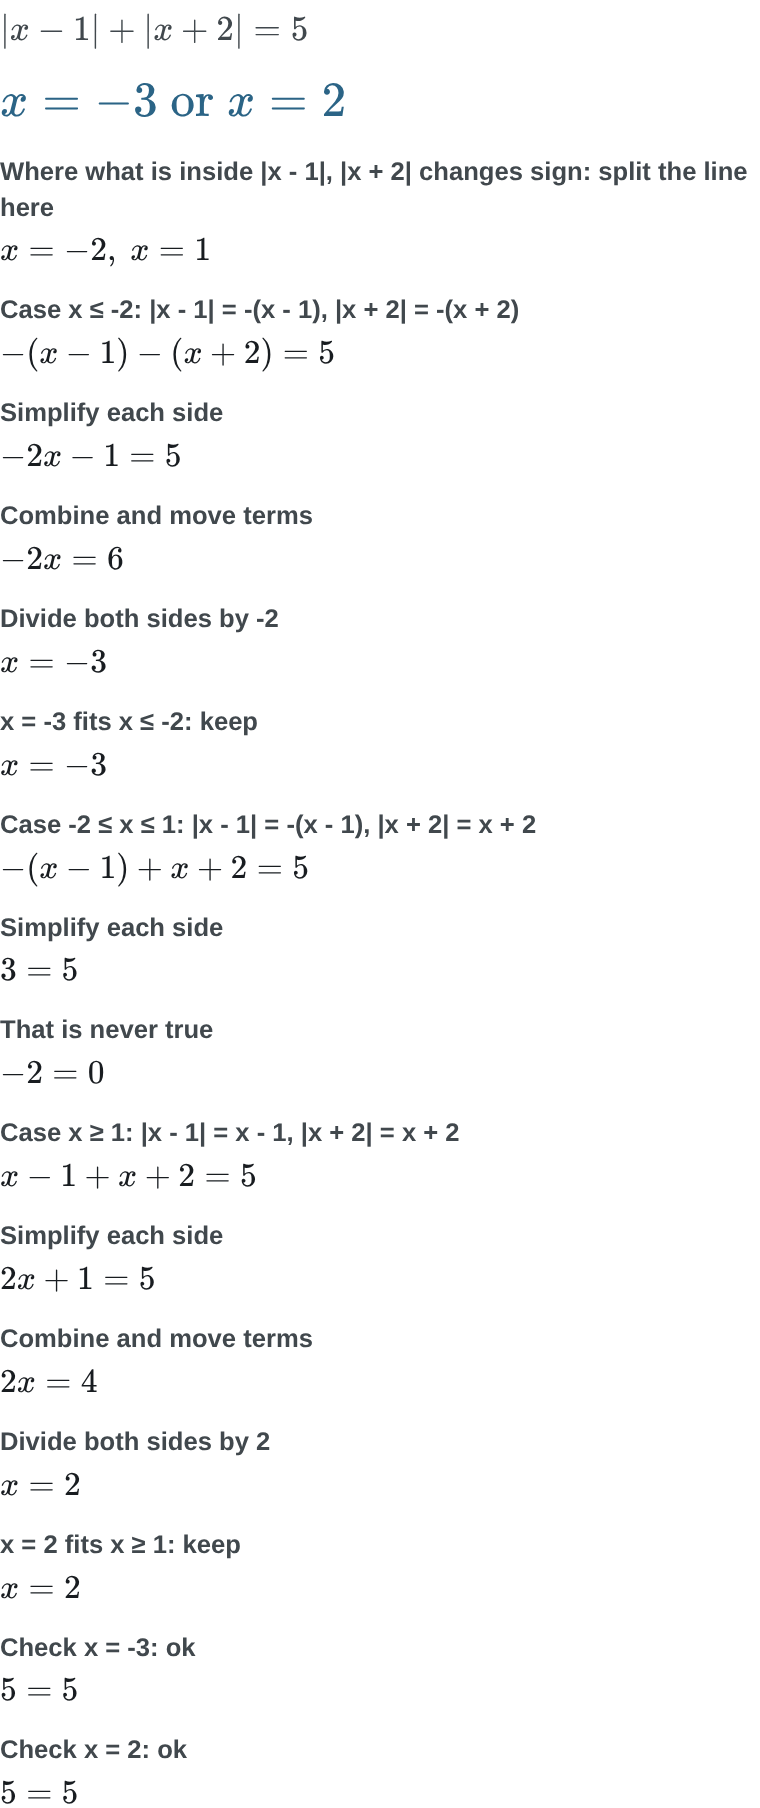 |x − 1| + |x + 2| = 5
x = −3 or x = 2
Where what is inside |x - 1|, |x + 2| changes sign: split the line
here
x = −2, x = 1
Case x ≤ -2: |x - 1| = -(x - 1), |x + 2| = -(x + 2)
−(x − 1) − (x + 2) = 5
Simplify each side
−2x − 1 = 5
Combine and move terms
−2x = 6
Divide both sides by -2
x = −3
x = -3 fits x ≤ -2: keep
x = −3
Case -2 ≤ x ≤ 1: |x - 1| = -(x - 1), |x + 2| = x + 2
−(x − 1) + x + 2 = 5
Simplify each side
3 = 5
That is never true
−2 = 0
Case x ≥ 1: |x - 1| = x - 1, |x + 2| = x + 2
x − 1 + x + 2 = 5
Simplify each side
2x + 1 = 5
Combine and move terms
2x = 4
Divide both sides by 2
x = 2
x = 2 fits x ≥ 1: keep
x = 2
Check x = -3: ok
5 = 5
Check x = 2: ok
5 = 5